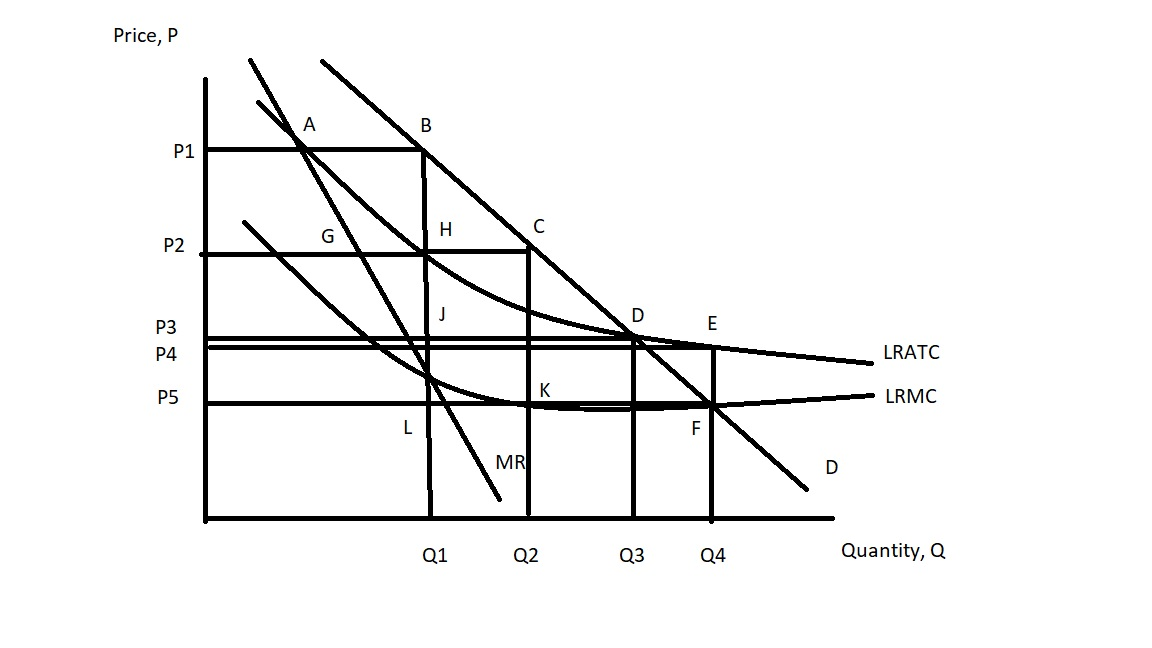 Price, P
A
B
P1
H
C
G
P2
J
D
E
P3
LRATC
P4
K
P5
LRMC
L
F
MR
D
Q1
Q2
Q3
Q4
Quantity, Q